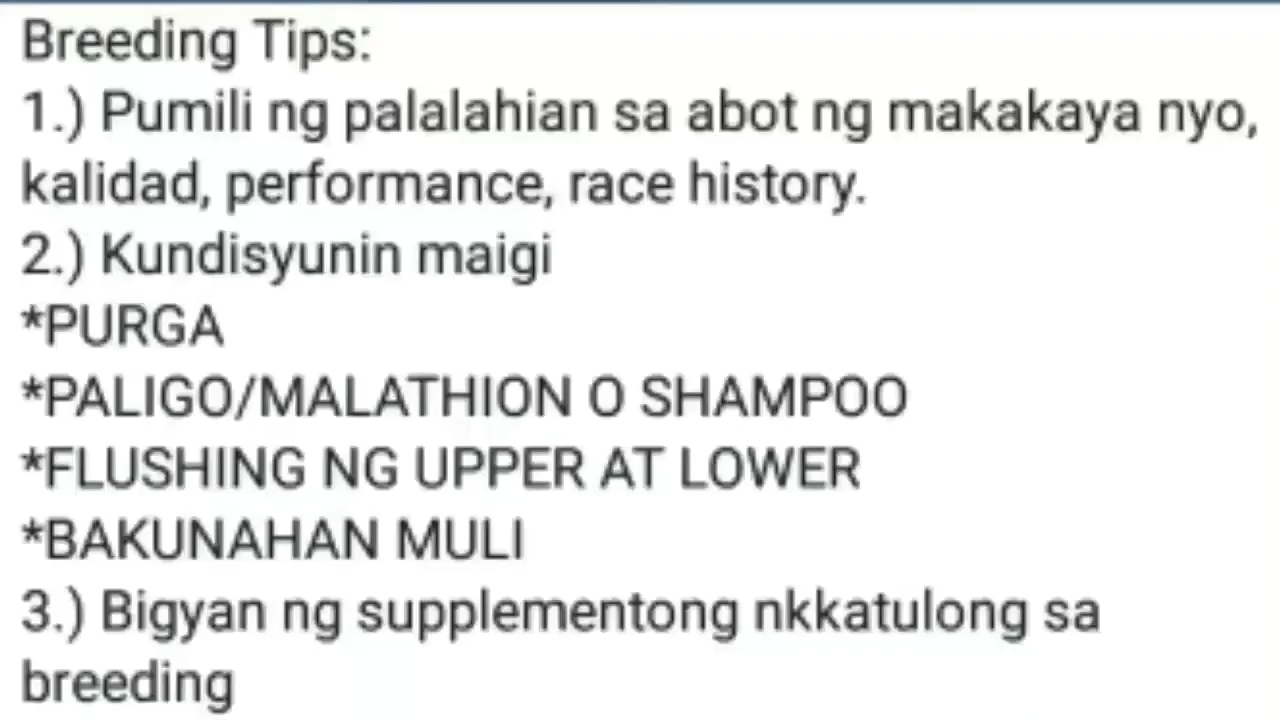 Breeding Tips:
1.) Pumili ng palalahian sa abot ng makakaya nyo,
kalidad, performance, race history.
2.) Kundisyunin maigi
*PURGA
*PALIGO/MALATHION O SHAMPOO
*FLUSHING NG UPPER AT LOWER
*BAKUNAHAN MULI
3.) Bigyan ng supplementong nkkatulong sa
breeding